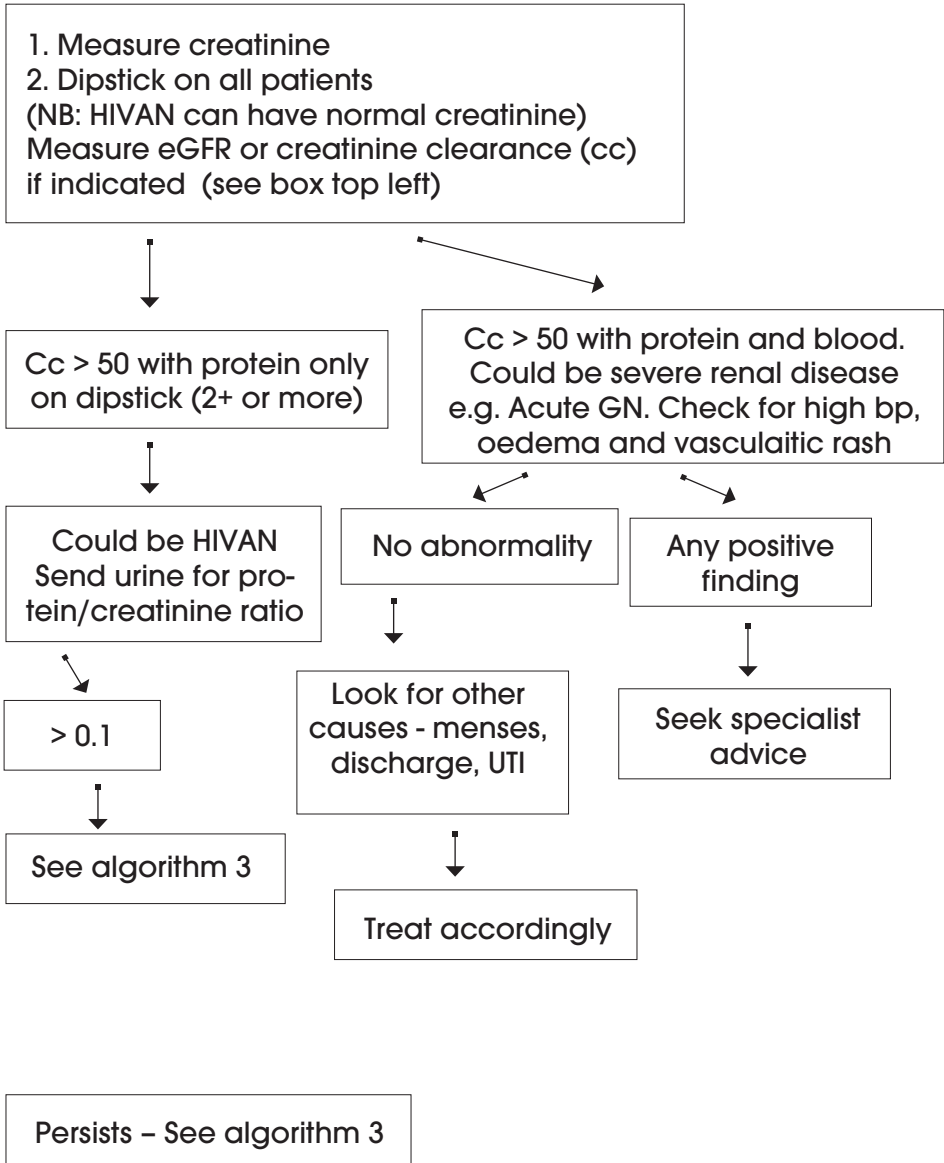 1. Measure creatinine
2. Dipstick on all patients
(NB: HIVAN can have normal creatinine)
Measure eGFR or creatinine clearance (cc)
if indicated (see box top left)
Cc > 50 with protein only
on dipstick (2+ or more)
Cc > 50 with protein and blood.
Could be severe renal disease
e.g. Acute GN. Check for high bp,
oedema and vasculaitic rash
Could be HIVAN
Send urine for pro-
tein/creatinine ratio
No abnormality
Any positive
finding
> 0.1
Look for other
causes - menses,
discharge, UTI
Seek specialist
advice
See algorithm 3
Treat accordingly
Persists – See algorithm 3